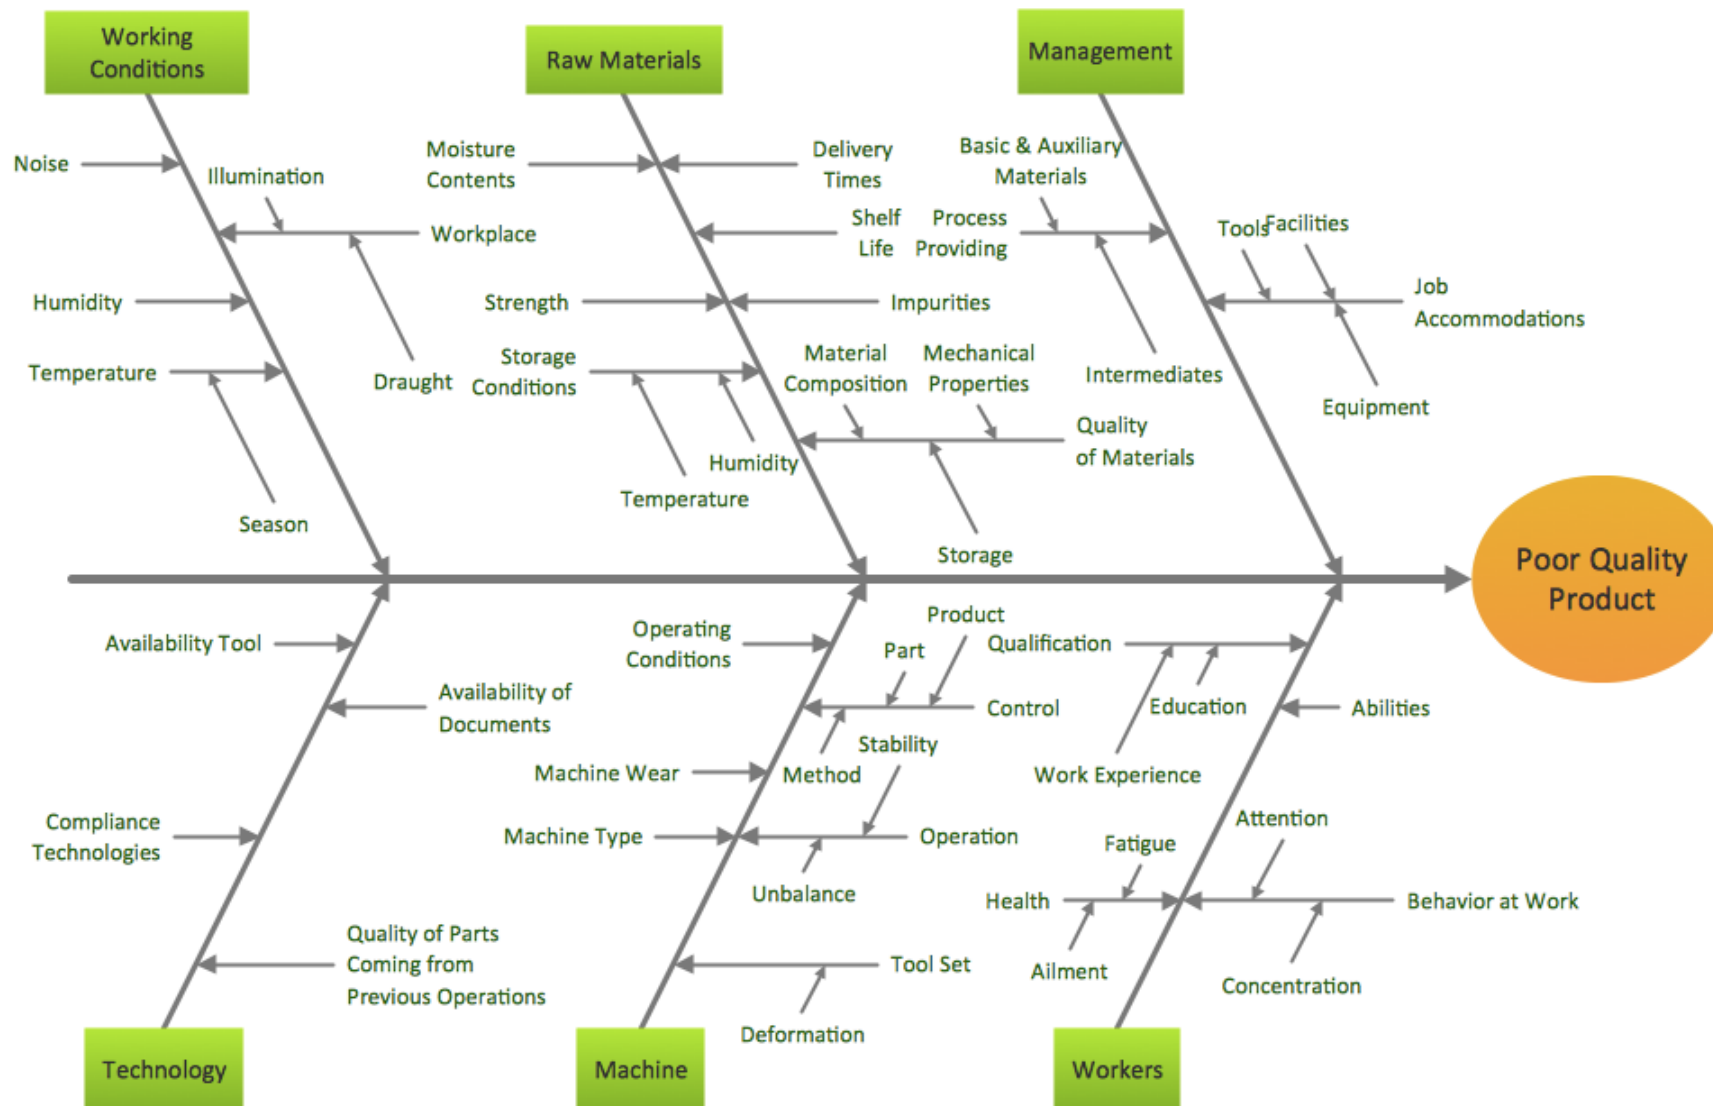 Working
Conditions
Raw Materials
Management
Noise
Illumination
Workplace
Humidity
Temperature
Draught
Season
Moisture
Contents
Delivery
Times
Shelf
Life
Strength
Impurities
Storage
Conditions
Humidity
Temperature
Material
Composition
Mechanical
Properties
Quality
of Materials
Storage
Basic & Auxiliary
Materials
Process
Providing
Intermediates
Tools
Facilities
Job
Accommodations
Equipment
Poor Quality
Product
Availability Tool
Availability of
Documents
Compliance
Technologies
Quality of Parts
Coming from
Previous Operations
Technology
Operating
Conditions
Product
Part
Control
Method
Machine Wear
Stability
Machine Type
Operation
Unbalance
Tool Set
Deformation
Machine
Qualification
Education
Work Experience
Abilities
Attention
Fatigue
Health
Ailment
Behavior at Work
Concentration
Workers